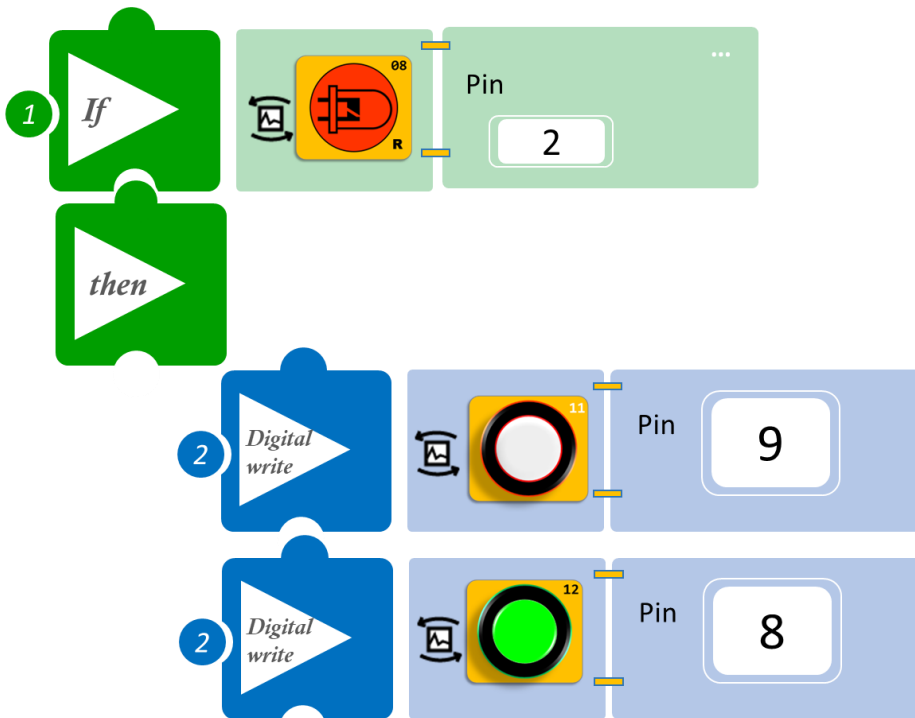 08
...
Pin
1
If
R
2
then
11
Pin
9
2
Digital
write
12
Pin
8
2
Digital
write